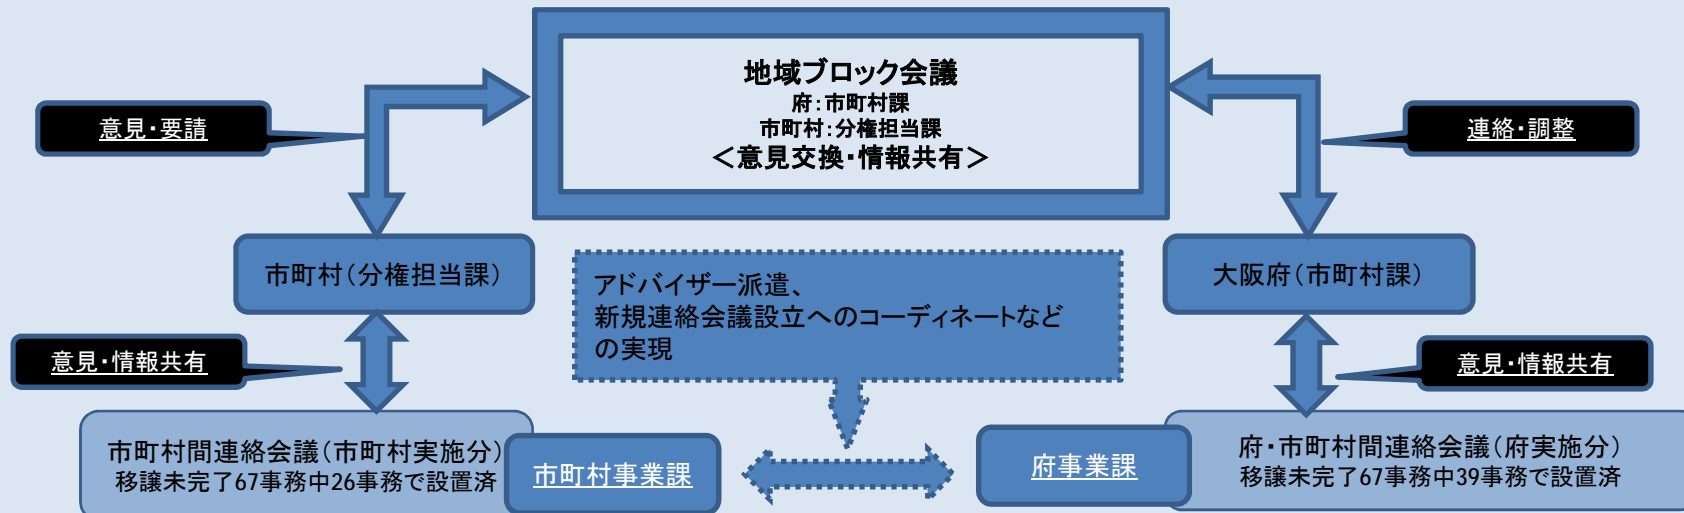 地域ブロック会議
府：市町村課
市町村：分権担当課
＜意見交換・情報共有＞
意見・要請
連絡・調整
市町村（分権担当課）
大阪府（市町村課）
アドバイザー派遣、
新規連絡会議設立へのコーディネートなど
の実現
意見・情報共有
意見・情報共有
市町村間連絡会議（市町村実施分）
移譲未完了67事務中26事務で設置済
市町村事業課
府事業課
府・市町村間連絡会議（府実施分）
移譲未完了67事務中39事務で設置済